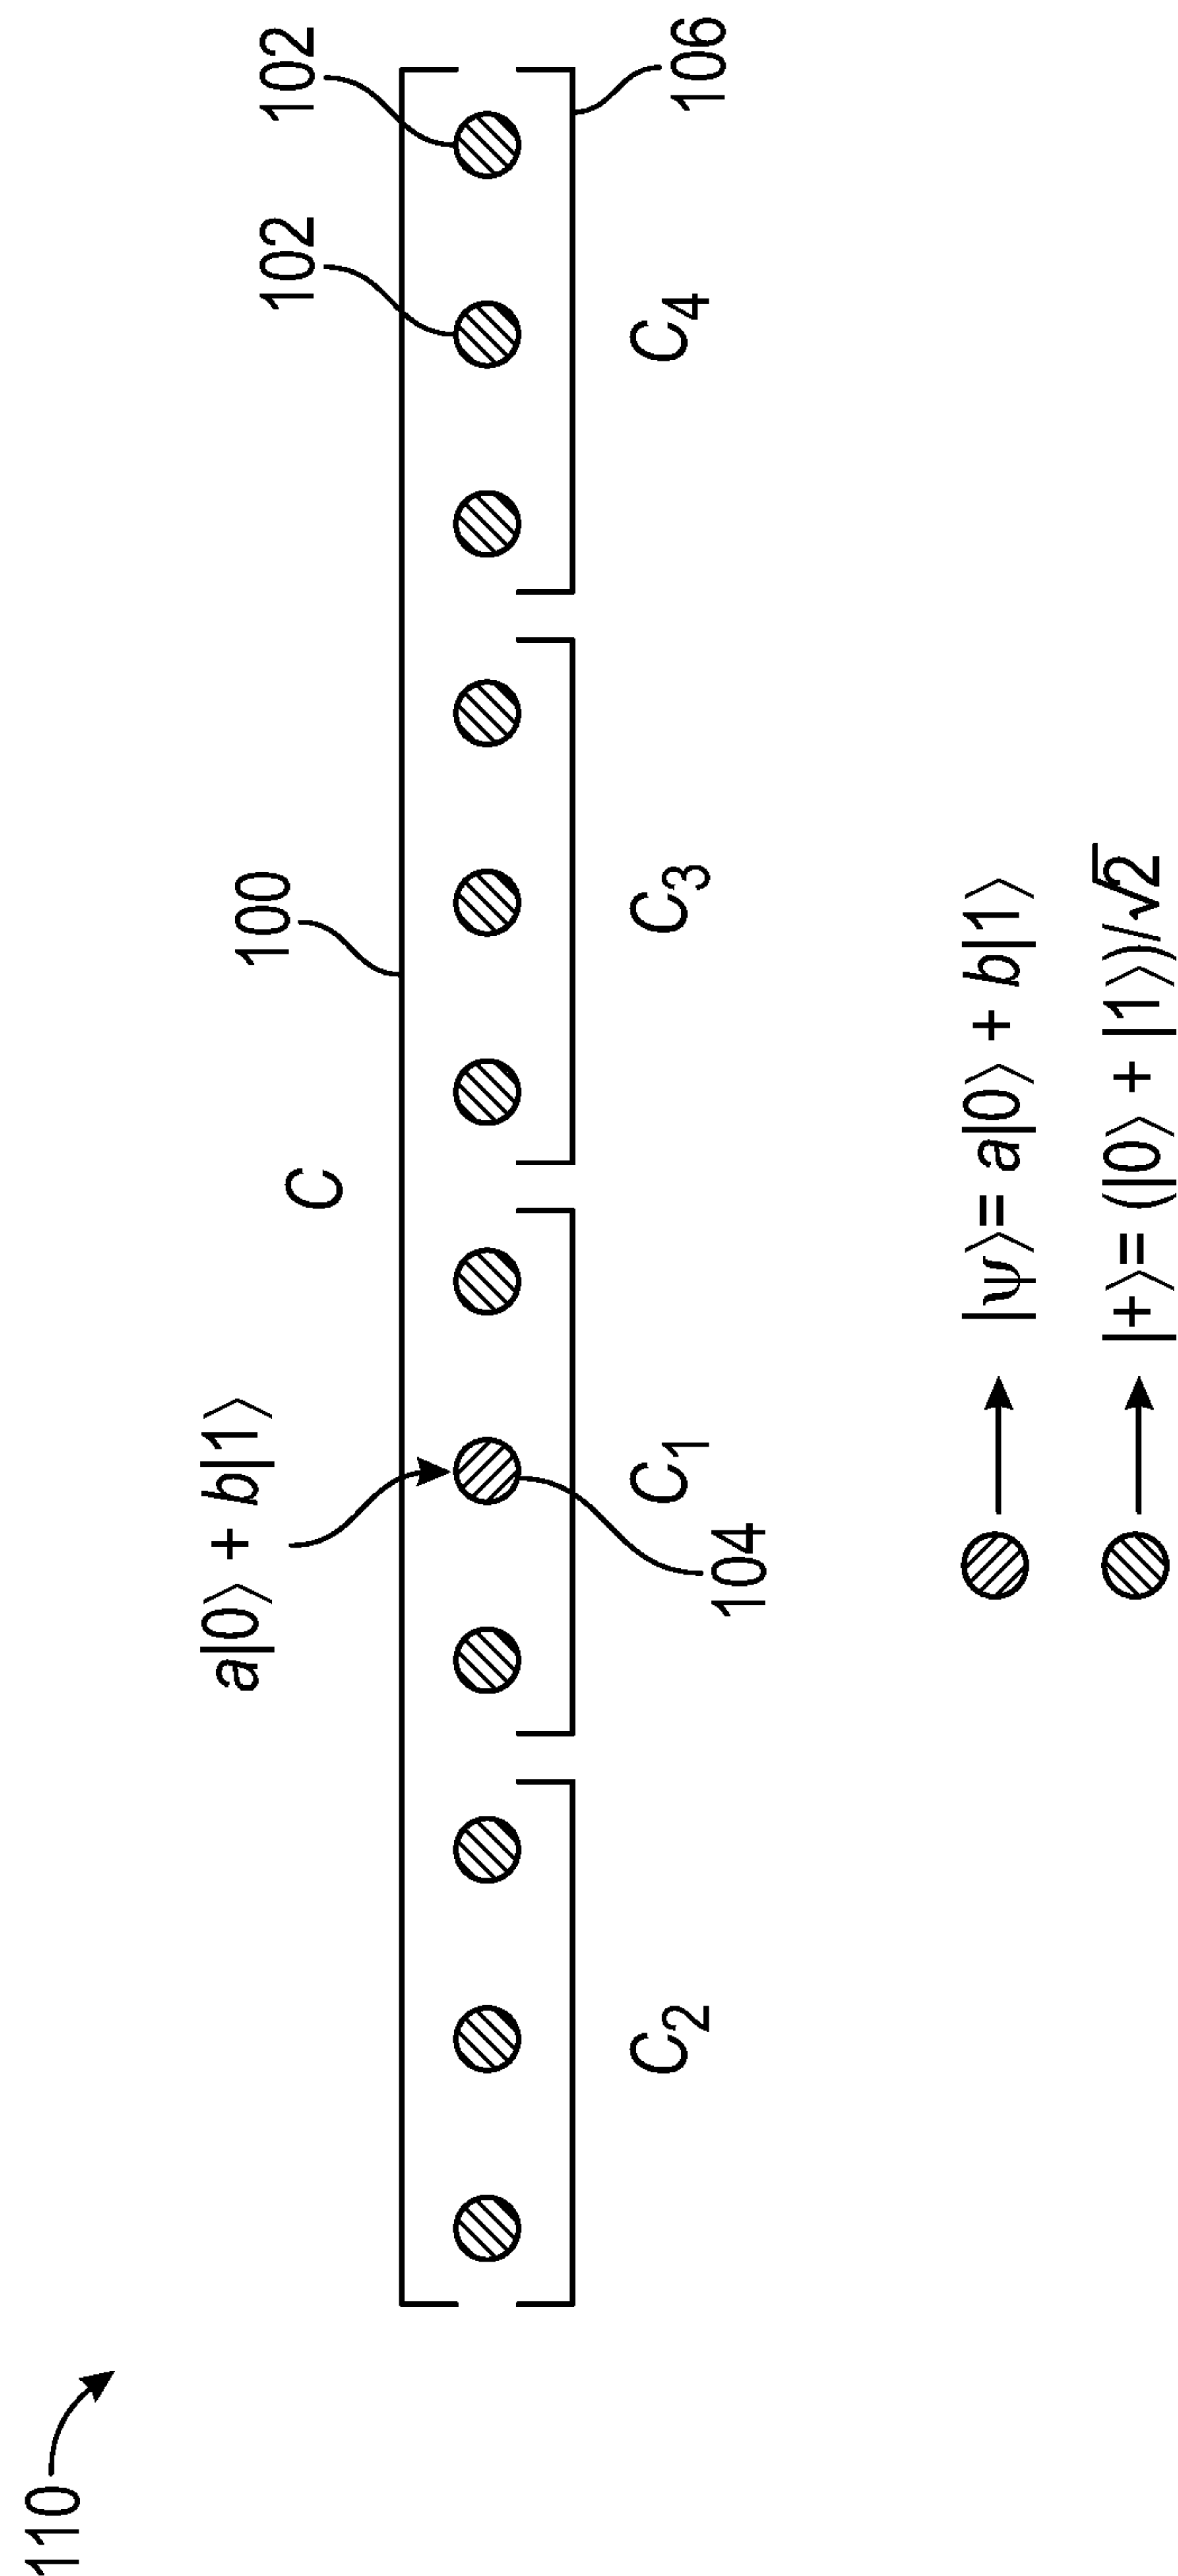 110
100
102
102
a|0⟩ + b|1⟩
C
104
106
C₂
C₁
C₃
C₄
|ψ⟩= a|0⟩ + b|1⟩
|+⟩= (|0⟩ + |1⟩)/√2